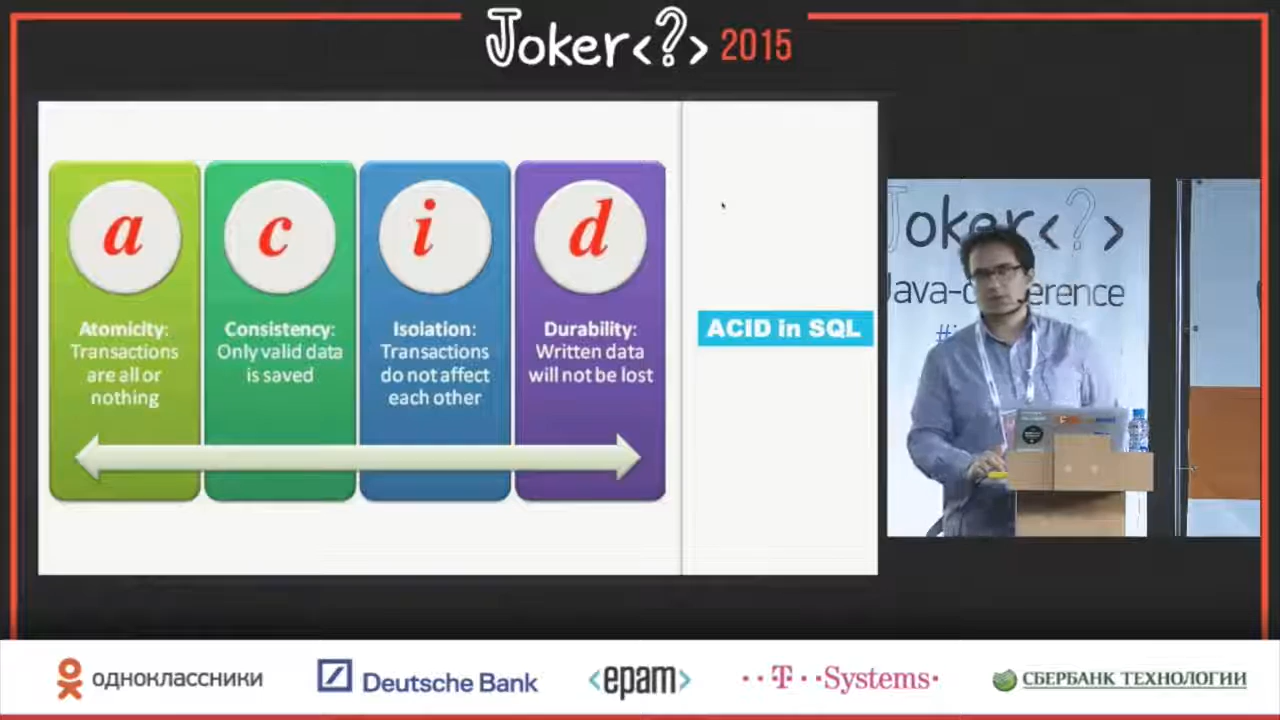 Joker<?> 2015
a
c
i
d
Atomicity:
Transactions
are all or
nothing
Consistency:
Only valid data
is saved
Isolation:
Transactions
do not affect
each other
Durability:
Written data
will not be lost
ACID in SQL
Joker<?>
Java-conference
одноклассники
Deutsche Bank
<epam>
T Systems
СБЕРБАНК ТЕХНОЛОГИИ